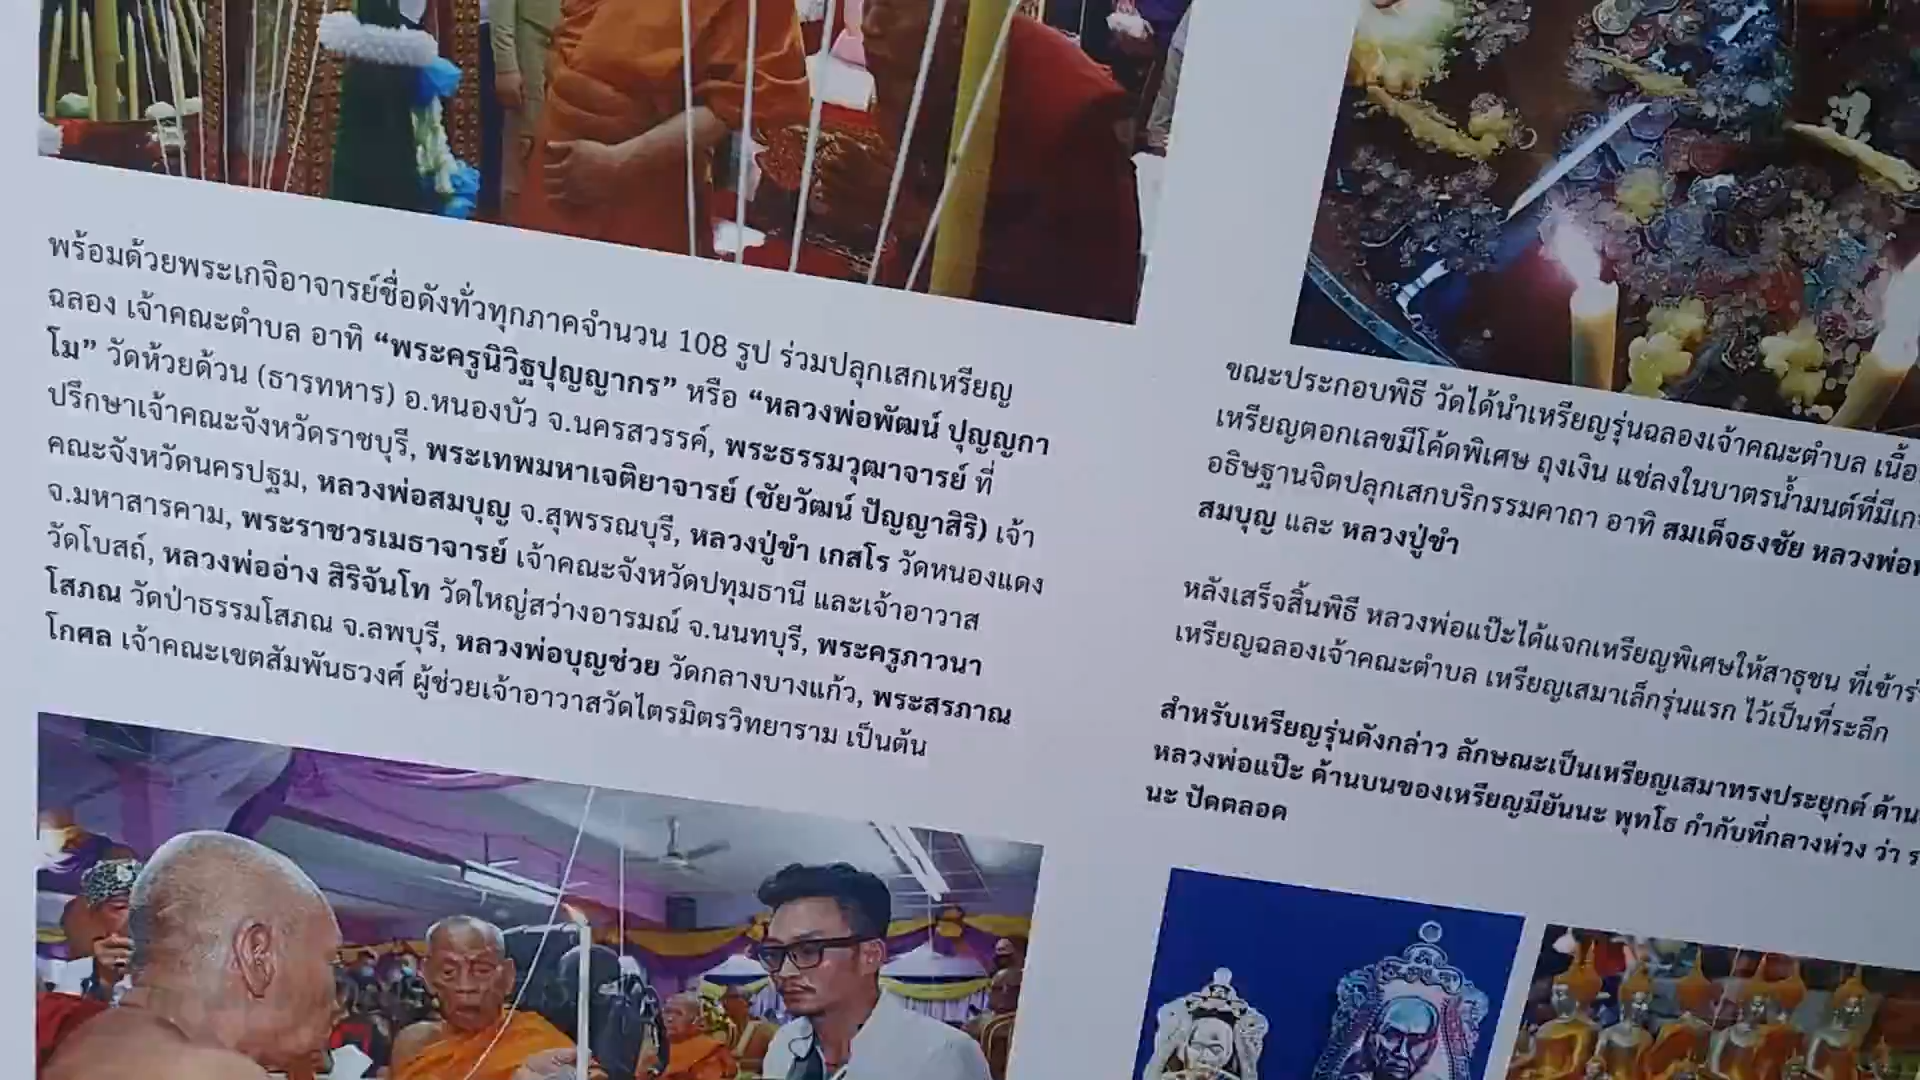 พร้อมด้วยพระเกจิอาจารย์ชื่อดังทั่วทุกภาคจำนวน 108 รูป ร่วมปลุกเสกเหรียญ
ฉลอง เจ้าคณะตำบล อาทิ “พระครูนิวิฐปุญญากร” หรือ “หลวงพ่อพัฒน์ ปุญญกา
โม” วัดห้วยด้วน (ธารทหาร) อ.หนองบัว จ.นครสวรรค์, พระธรรมวุฒาจารย์ ที่
ปรึกษาเจ้าคณะจังหวัดราชบุรี, พระเทพมหาเจติยาจารย์ (ชัยวัฒน์ ปัญญาสิริ) เจ้า
คณะจังหวัดนครปฐม, หลวงพ่อสมบุญ จ.สุพรรณบุรี, หลวงปู่ขำ เกสโร วัดหนองแดง
จ.มหาสารคาม, พระราชวรเมธาจารย์ เจ้าคณะจังหวัดปทุมธานี และเจ้าอาวาส
วัดโบสถ์, หลวงพ่ออ่าง สิริจันโท วัดใหญ่สว่างอารมณ์ จ.นนทบุรี, พระครูภาวนา
โสภณ วัดป่าธรรมโสภณ จ.ลพบุรี, หลวงพ่อบุญช่วย วัดกลางบางแก้ว, พระสรภาณ
โกศล เจ้าคณะเขตสัมพันธวงศ์ ผู้ช่วยเจ้าอาวาสวัดไตรมิตรวิทยาราม เป็นต้น
ขณะประกอบพิธี วัดได้นำเหรียญรุ่นฉลองเจ้าคณะตำบล เนื้อ
เหรียญตอกเลขมีโค้ดพิเศษ ถุงเงิน แช่ลงในบาตรน้ำมนต์ที่มี
อธิษฐานจิตปลุกเสกบริกรรมคาถา อาทิ สมเด็จธงชัย หลวงพ่อ
สมบุญ และ หลวงปู่ขำ
หลังเสร็จสิ้นพิธี หลวงพ่อแป๊ะได้แจกเหรียญพิเศษให้สาธุชน ที่เข้า
เหรียญฉลองเจ้าคณะตำบล เหรียญเสมาเล็กรุ่นแรก ไว้เป็นที่ระลึก
สำหรับเหรียญรุ่นดังกล่าว ลักษณะเป็นเหรียญเสมาทรงประยุกต์ ด้าน
หลวงพ่อแป๊ะ ด้านบนของเหรียญมียันนะ พุทโธ กำกับที่กลางห่วง ว่า
นะ ปัดตลอด